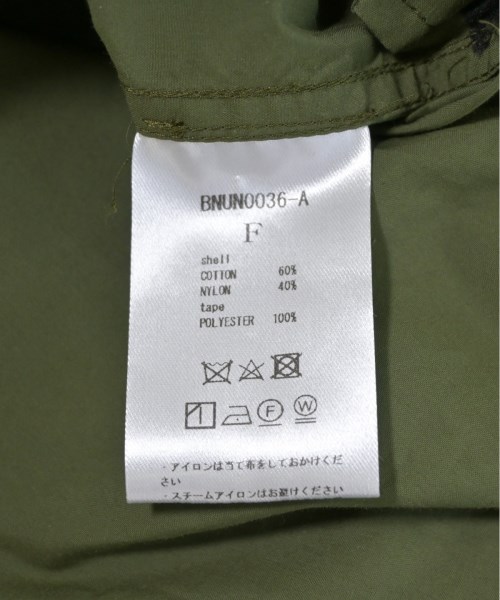 BNUN0036-A
F
shell
COTTON 60%
NYLON 40%
tape
POLYESTER 100%
F W
・アイロンは当て布をしておかけくだ
さい
・スチームアイロンはお避けください